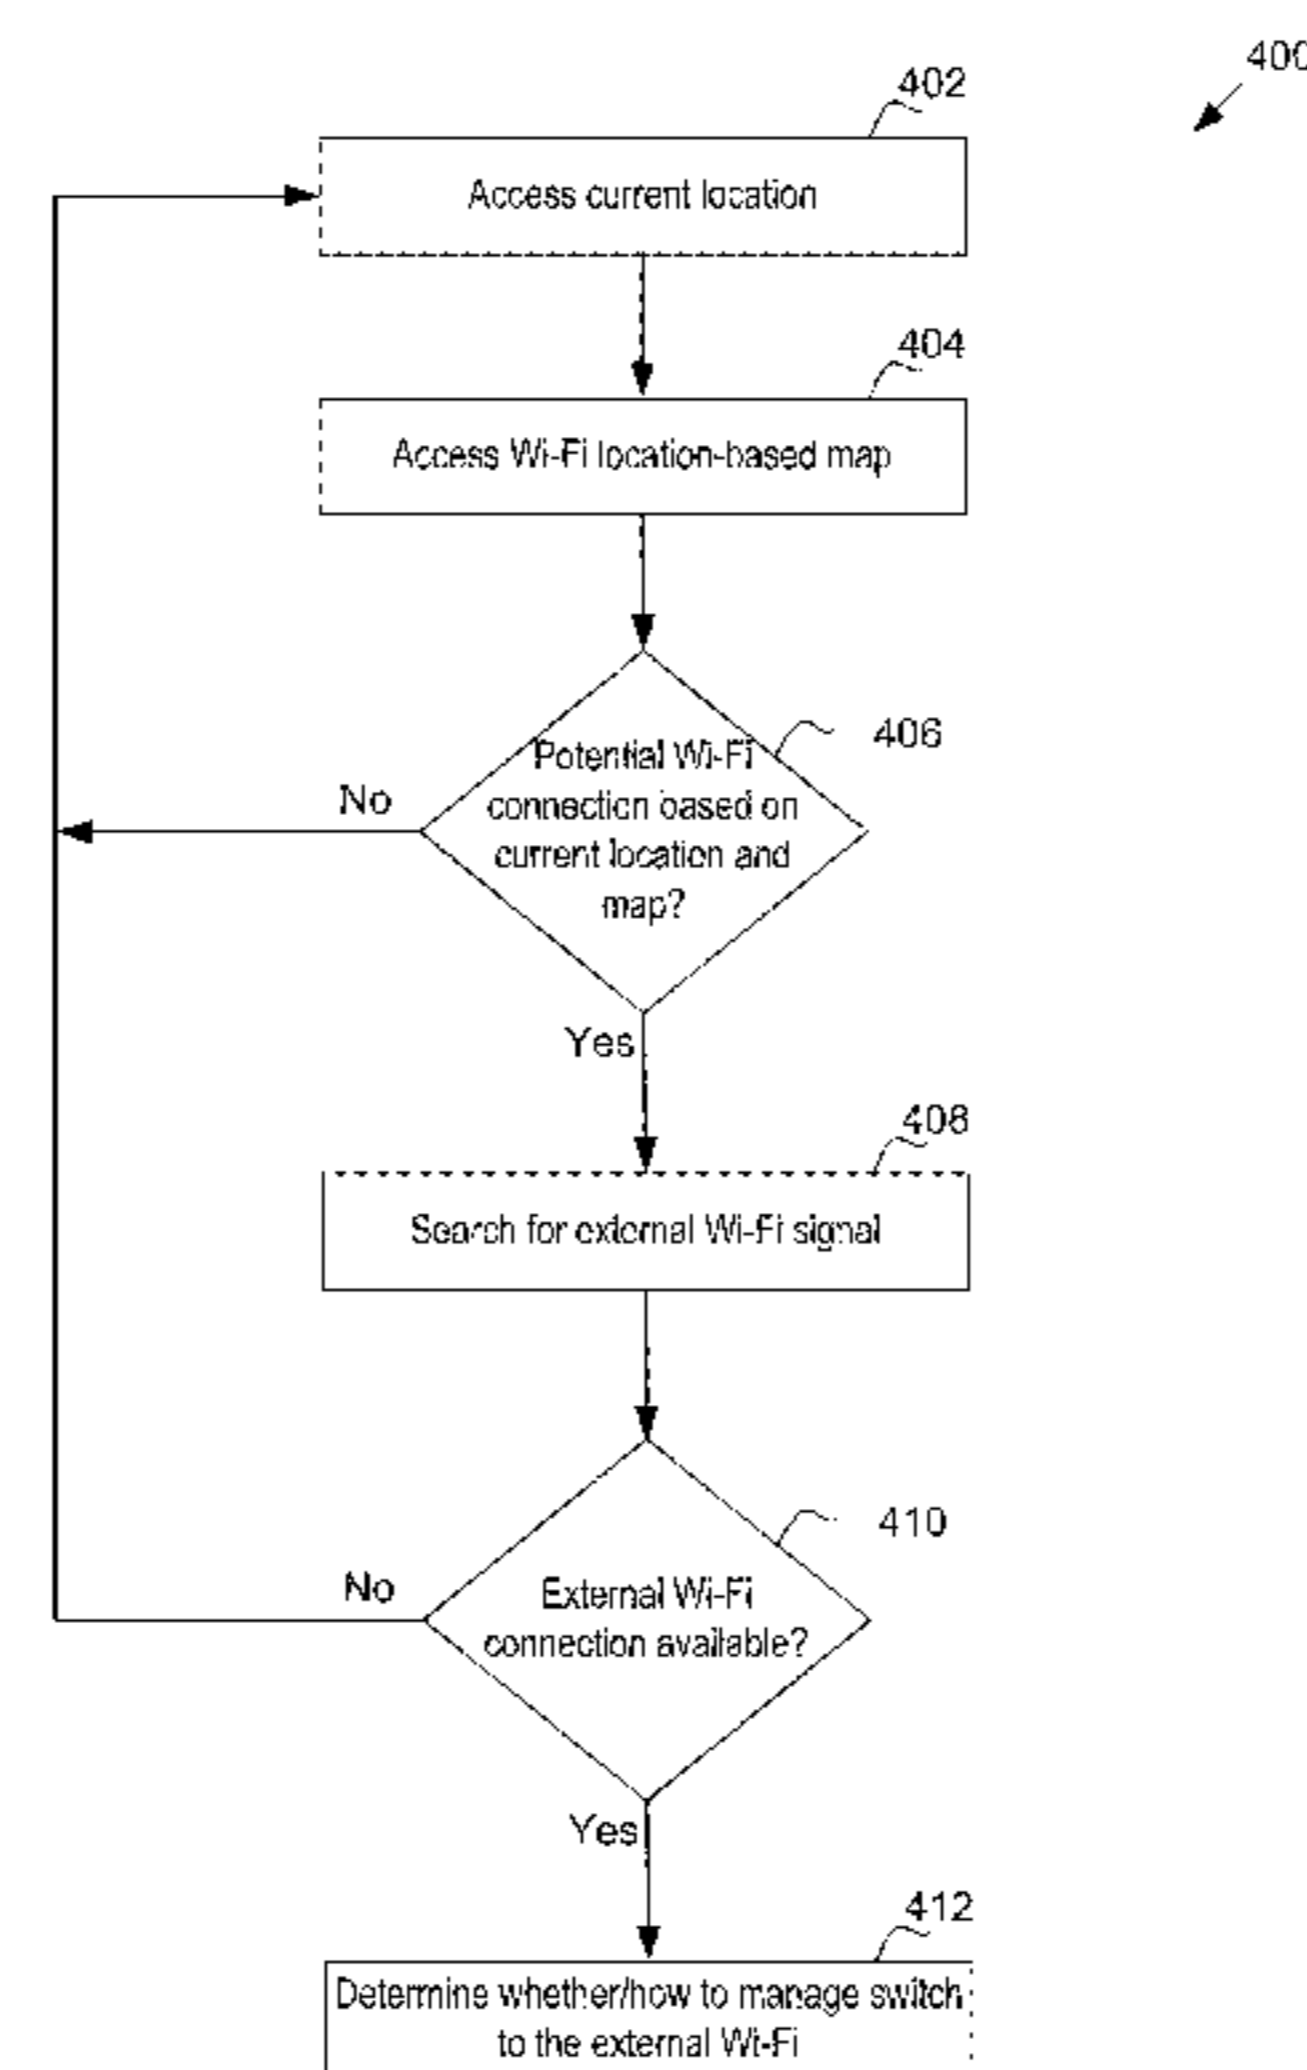 400
402
Access current location
404
Access Wi-Fi location-based map
406
Potential Wi-Fi
connection based on
current location and
map?
No
Yes
408
Search for external Wi-Fi signal
410
External Wi-Fi
connection available?
No
Yes
412
Determine whether/how to manage switch
to the external Wi-Fi